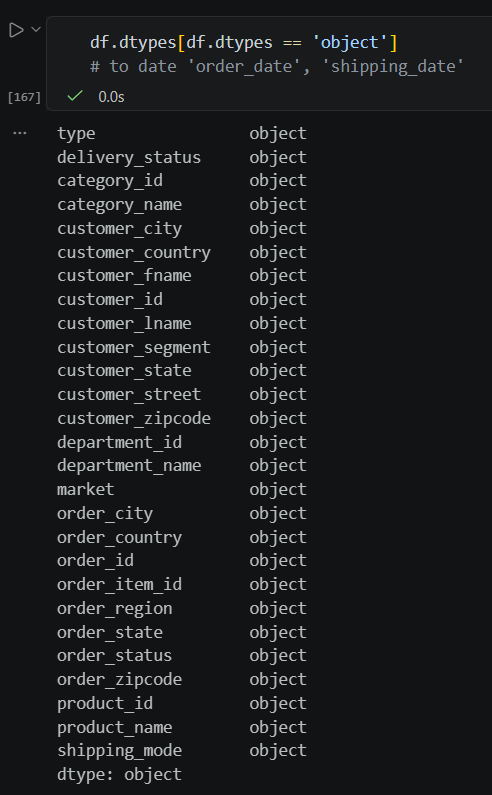 df.dtypes[df.dtypes == 'object']
# to date 'order_date', 'shipping_date'
[167] 0.0s
... type object
delivery_status object
category_id object
category_name object
customer_city object
customer_country object
customer_fname object
customer_id object
customer_lname object
customer_segment object
customer_state object
customer_street object
customer_zipcode object
department_id object
department_name object
market object
order_city object
order_country object
order_id object
order_item_id object
order_region object
order_state object
order_status object
order_zipcode object
product_id object
product_name object
shipping_mode object
dtype: object